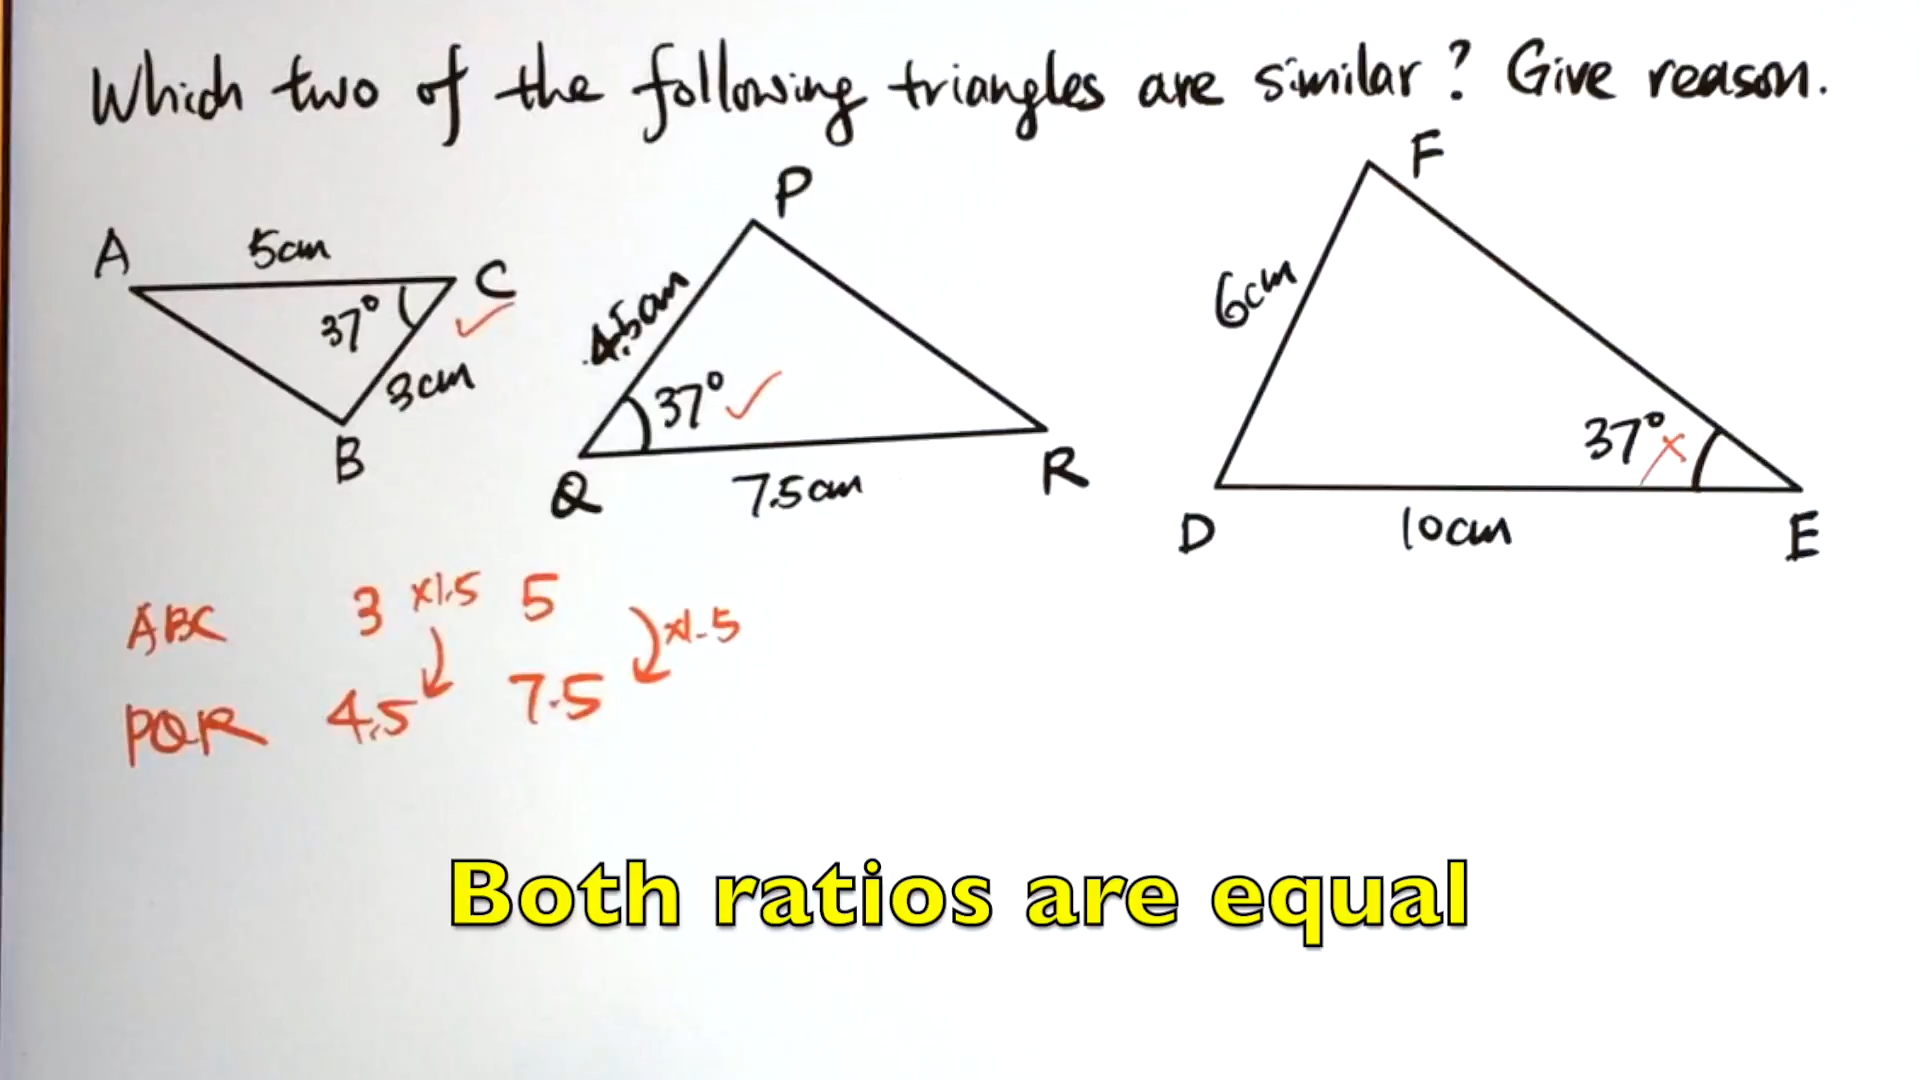 Which two of the following triangles are similar? Give reason.
F
P
A
5cm
C
6cm
37°
4.5cm
3cm
37°
37°
B
R
Q
7.5cm
D
10cm
E
ABC 3 ×1.5 5
×1.5
PQR 4.5 7.5
Both ratios are equal